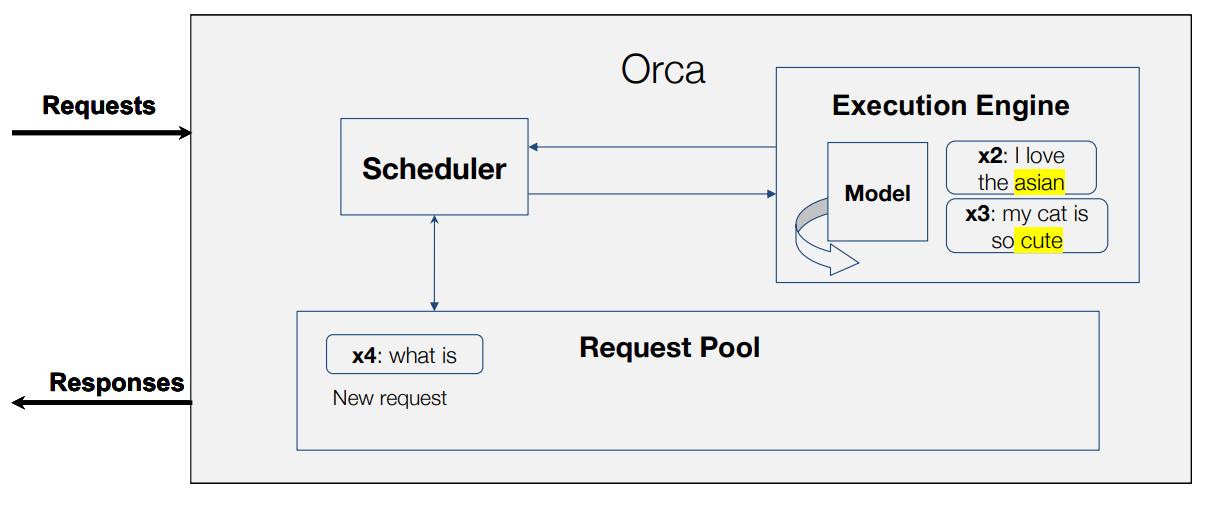 Orca
Requests
Scheduler
Execution Engine
Model
x2: I love
the asian
x3: my cat is
so cute
x4: what is
New request
Request Pool
Responses